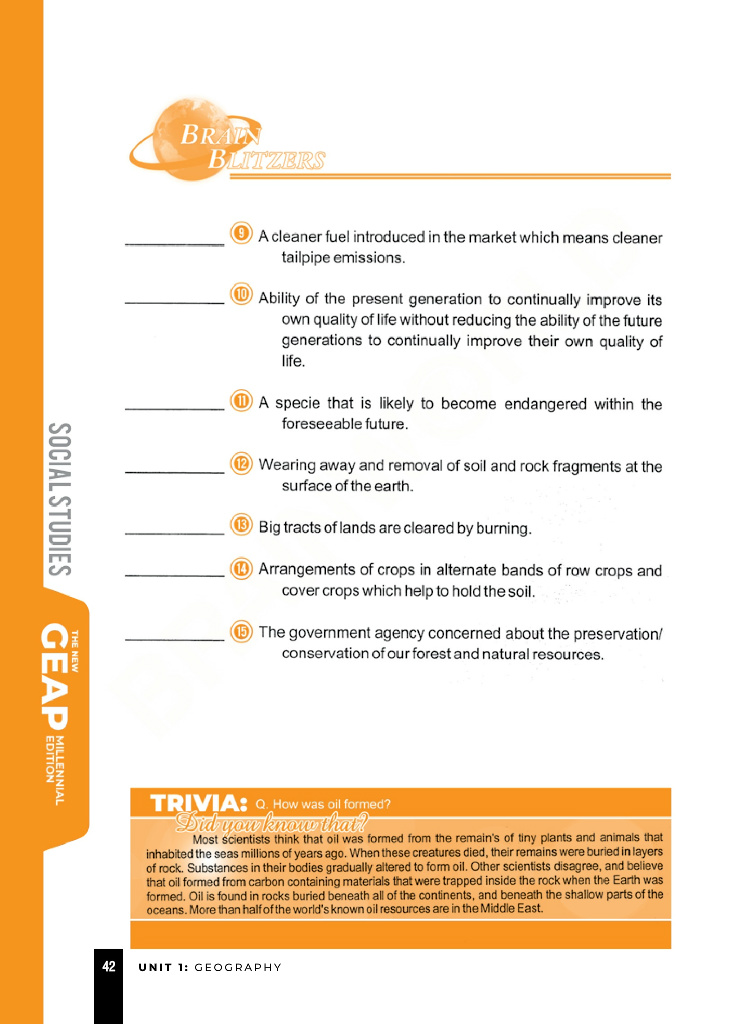 BRAIN
BLITZERS
9 A cleaner fuel introduced in the market which means cleaner
tailpipe emissions.
10 Ability of the present generation to continually improve its
own quality of life without reducing the ability of the future
generations to continually improve their own quality of
life.
11 A specie that is likely to become endangered within the
foreseeable future.
12 Wearing away and removal of soil and rock fragments at the
surface of the earth.
13 Big tracts of lands are cleared by burning.
14 Arrangements of crops in alternate bands of row crops and
cover crops which help to hold the soil.
15 The government agency concerned about the preservation/
conservation of our forest and natural resources.
SOCIAL STUDIES
THE NEW
GEAP
MILLENNIAL
EDITION
TRIVIA: Q. How was oil formed?
Did you know that?
Most scientists think that oil was formed from the remain's of tiny plants and animals that
inhabited the seas millions of years ago. When these creatures died, their remains were buried in layers
of rock. Substances in their bodies gradually altered to form oil. Other scientists disagree, and believe
that oil formed from carbon containing materials that were trapped inside the rock when the Earth was
formed. Oil is found in rocks buried beneath all of the continents, and beneath the shallow parts of the
oceans. More than half of the world's known oil resources are in the Middle East.
42 UNIT 1: GEOGRAPHY